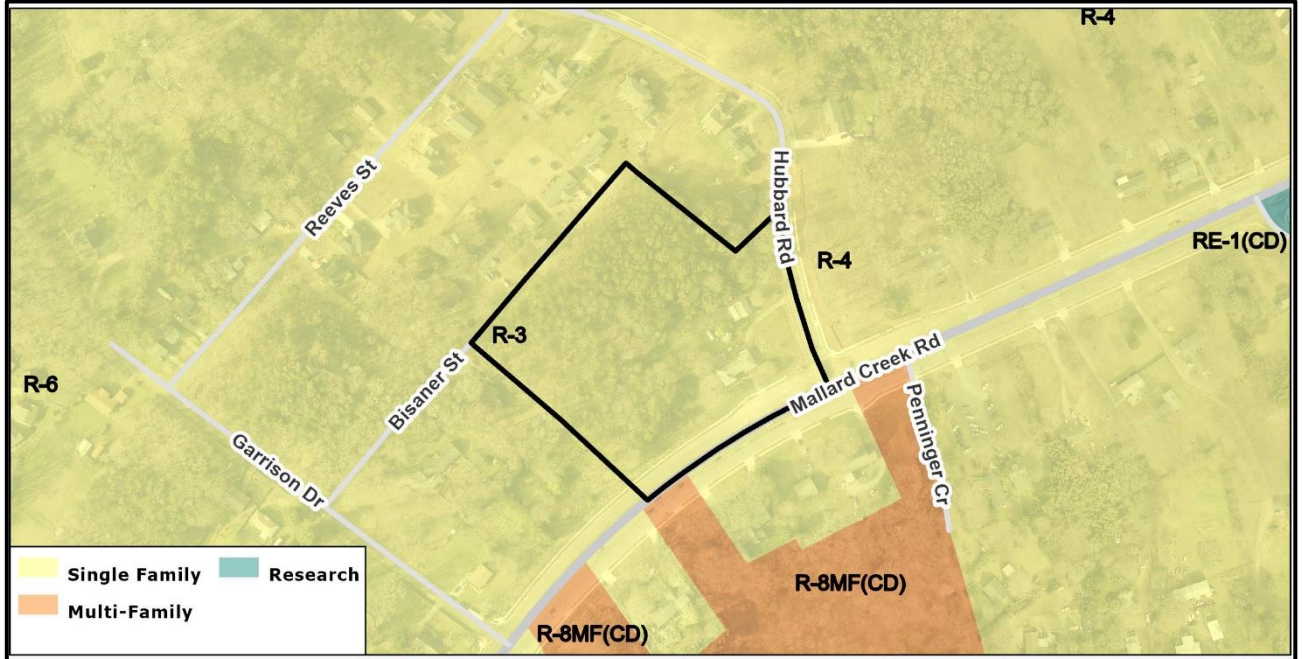 R-4
Reeves St
Hubbard Rd
R-4
RE-1(CD)
R-3
R-6
Bisaner St
Mallard Creek Rd
Penninger Cr
Garrison Dr
R-8MF(CD)
R-8MF(CD)
Single Family
Research
Multi-Family